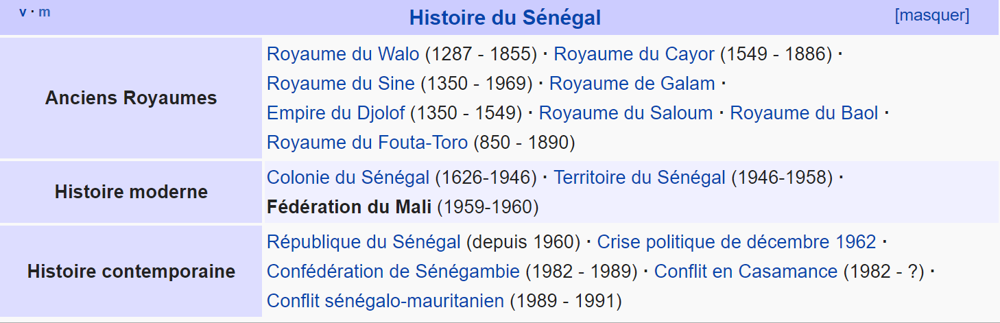 v · m
Histoire du Sénégal
[masquer]
Anciens Royaumes
Royaume du Walo (1287 - 1855) · Royaume du Cayor (1549 - 1886) ·
Royaume du Sine (1350 - 1969) · Royaume de Galam ·
Empire du Djolof (1350 - 1549) · Royaume du Saloum · Royaume du Baol ·
Royaume du Fouta-Toro (850 - 1890)
Histoire moderne
Colonie du Sénégal (1626-1946) · Territoire du Sénégal (1946-1958) ·
Fédération du Mali (1959-1960)
Histoire contemporaine
République du Sénégal (depuis 1960) · Crise politique de décembre 1962 ·
Confédération de Sénégambie (1982 - 1989) · Conflit en Casamance (1982 - ?) ·
Conflit sénégalo-mauritanien (1989 - 1991)